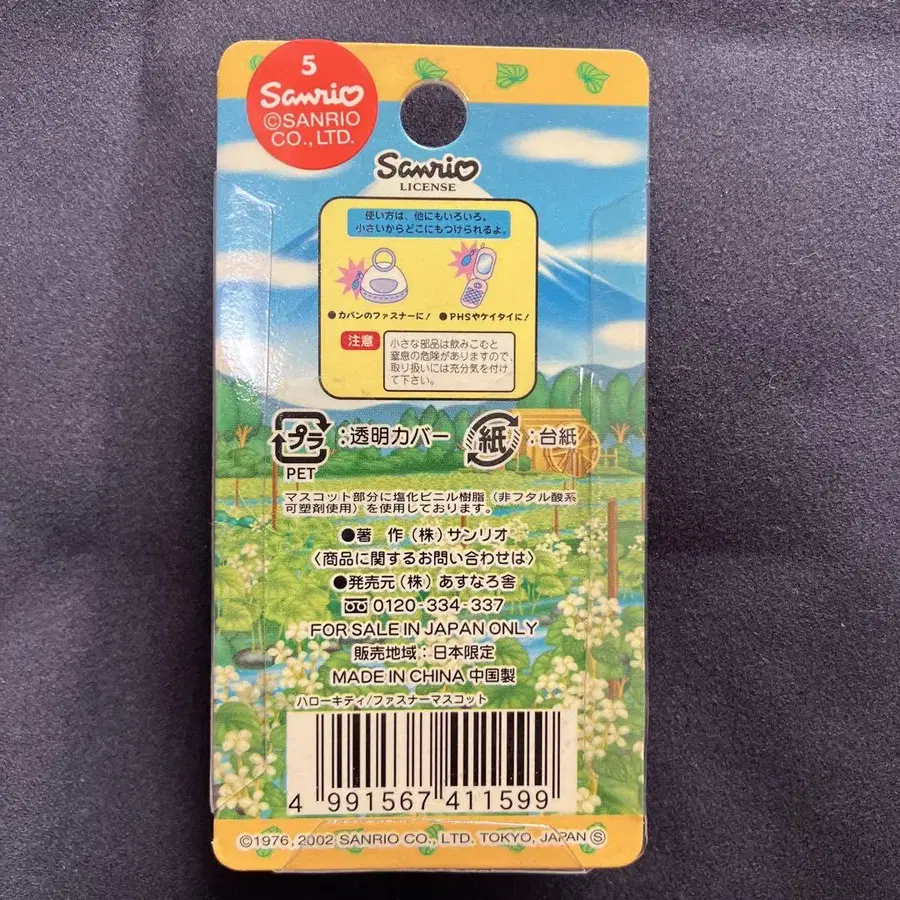 5
Sanrio
©SANRIO
CO., LTD.
Sanrio
LICENSE
使い方は、他にもいろいろ。
小さいからどこにもつけられるよ。
●カバンのファスナーに! ●PHSやケイタイに!
注意
小さな部品は飲みこむと
窒息の危険がありますので、
取り扱いには充分気を付け
て下さい。
プラ :透明カバー 紙 :台紙
PET
マスコット部分に塩化ビニル樹脂(非フタル酸系
可塑剤使用)を使用しております。
●著 作(株)サンリオ
〈商品に関するお問い合わせは〉
●発売元(株)あすなろ舎
0120-334-337
FOR SALE IN JAPAN ONLY
販売地域:日本限定
MADE IN CHINA 中国製
ハローキティ/ファスナーマスコット
4 991567 411599
©1976, 2002 SANRIO CO., LTD. TOKYO, JAPAN Ⓢ